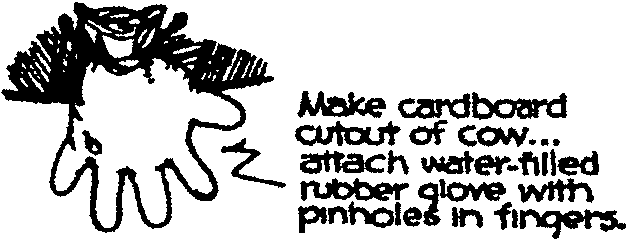 Make cardboard
cutout of cow...
attach water-filled
rubber glove with
pinholes in fingers.